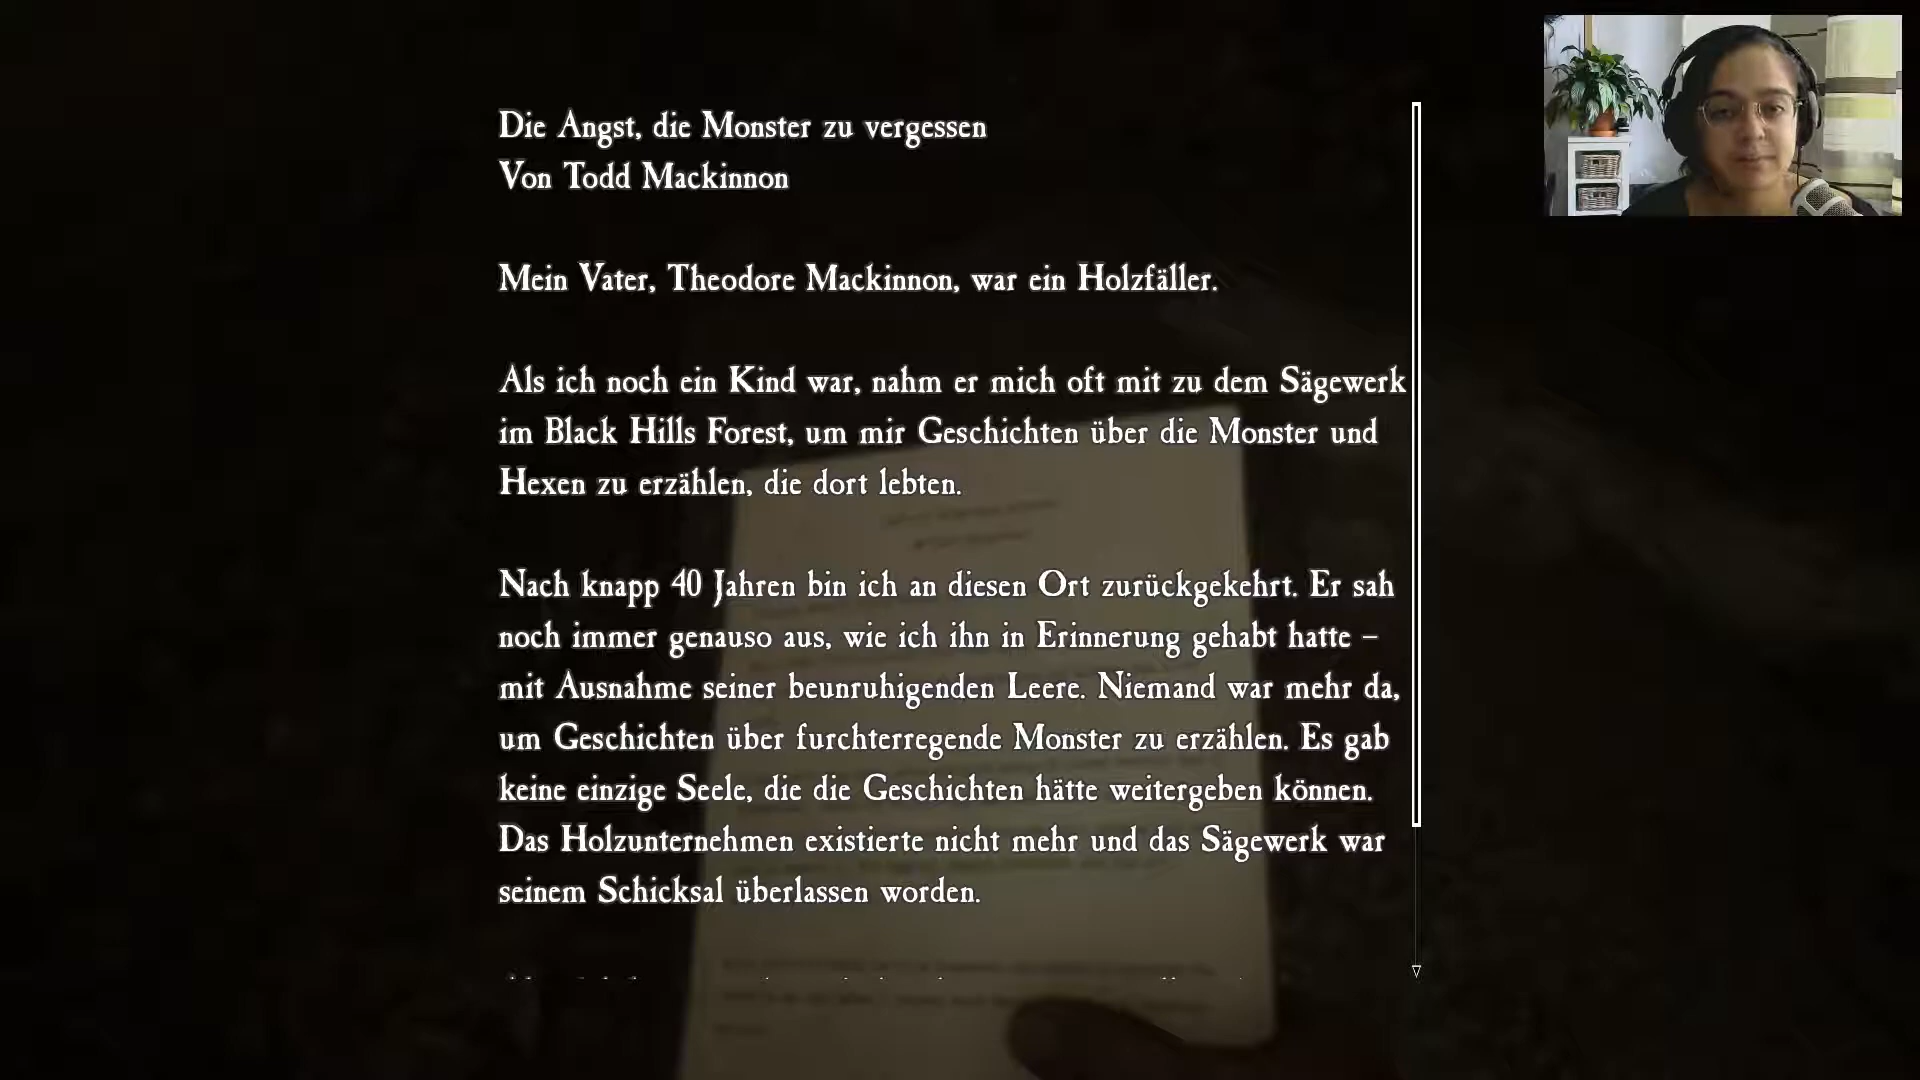 Die Angst, die Monster zu vergessen
Von Todd Mackinnon
Mein Vater, Theodore Mackinnon, war ein Holzfäller.
Als ich noch ein Kind war, nahm er mich oft mit zu dem Sägewerk
im Black Hills Forest, um mir Geschichten über die Monster und
Hexen zu erzählen, die dort lebten.
Nach knapp 40 Jahren bin ich an diesen Ort zurückgekehrt. Er sah
noch immer genauso aus, wie ich ihn in Erinnerung gehabt hatte –
mit Ausnahme seiner beunruhigenden Leere. Niemand war mehr da,
um Geschichten über furchterregende Monster zu erzählen. Es gab
keine einzige Seele, die die Geschichten hätte weitergeben können.
Das Holzunternehmen existierte nicht mehr und das Sägewerk war
seinem Schicksal überlassen worden.